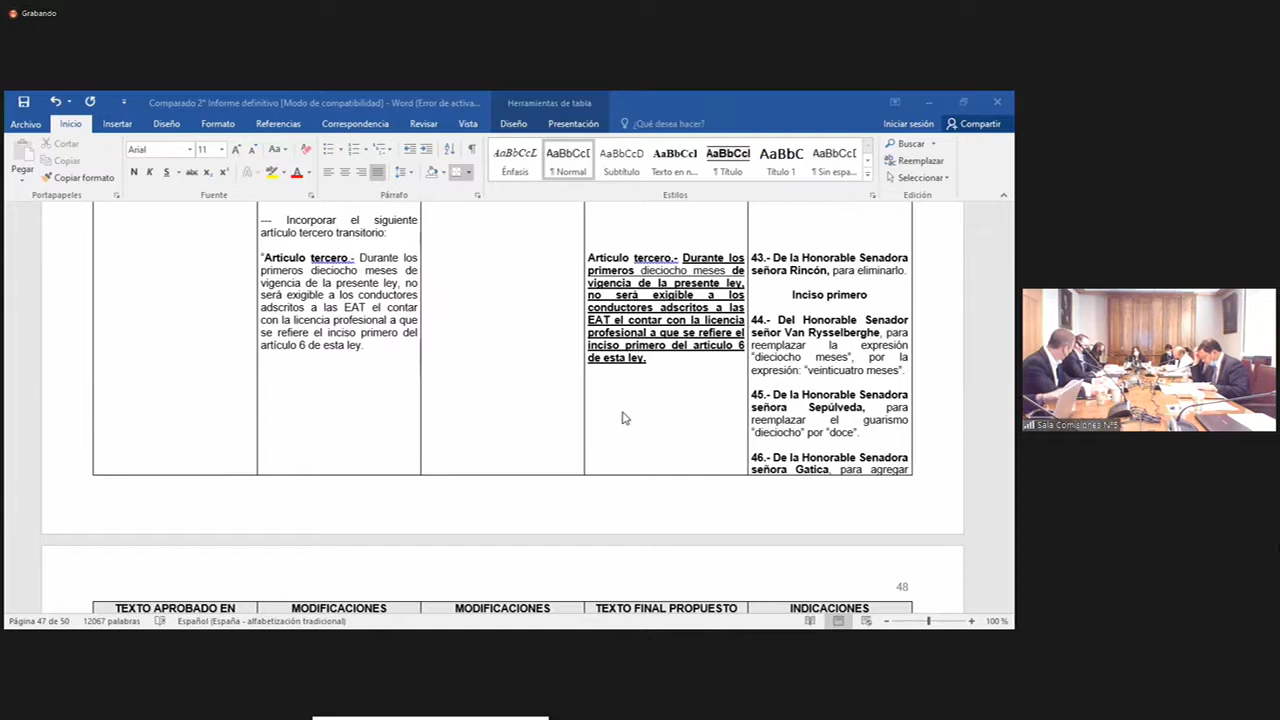 Grabando
Comparado 2° Informe definitivo [Modo de compatibilidad] - Word (Error de activa...
Herramientas de tabla
Archivo Inicio Insertar Diseño Formato Referencias Correspondencia Revisar Vista Diseño Presentación ¿Qué desea hacer? Iniciar sesión Compartir
Pegar
Cortar
Copiar
Copiar formato
Portapapeles
Arial 11
N K S abc x₂ x²
Fuente
Párrafo
AaBbCcL AaBbCcI AaBbCcD AaBbCcI AaBbCcI AaBbC AaBbCcI
Énfasis ¶ Normal Subtítulo Texto en n... ¶ Título Título 1 ¶ Sin espa...
Estilos
Buscar
Reemplazar
Seleccionar
Edición
--- Incorporar el siguiente
artículo tercero transitorio:
“Artículo tercero.- Durante los
primeros dieciocho meses de
vigencia de la presente ley, no
será exigible a los conductores
adscritos a las EAT el contar
con la licencia profesional a que
se refiere el inciso primero del
artículo 6 de esta ley.
Artículo tercero.- Durante los
primeros dieciocho meses de
vigencia de la presente ley,
no será exigible a los
conductores adscritos a las
EAT el contar con la licencia
profesional a que se refiere el
inciso primero del artículo 6
de esta ley.
43.- De la Honorable Senadora
señora Rincón, para eliminarlo.
Inciso primero
44.- Del Honorable Senador
señor Van Rysselberghe, para
reemplazar la expresión
“dieciocho meses”, por la
expresión: “veinticuatro meses”.
45.- De la Honorable Senadora
señora Sepúlveda, para
reemplazar el guarismo
“dieciocho” por “doce”.
46.- De la Honorable Senadora
señora Gatica, para agregar
48
TEXTO APROBADO EN MODIFICACIONES MODIFICACIONES TEXTO FINAL PROPUESTO INDICACIONES
Página 47 de 50 12067 palabras Español (España - alfabetización tradicional) 100 %
Sala Comisiones N°5